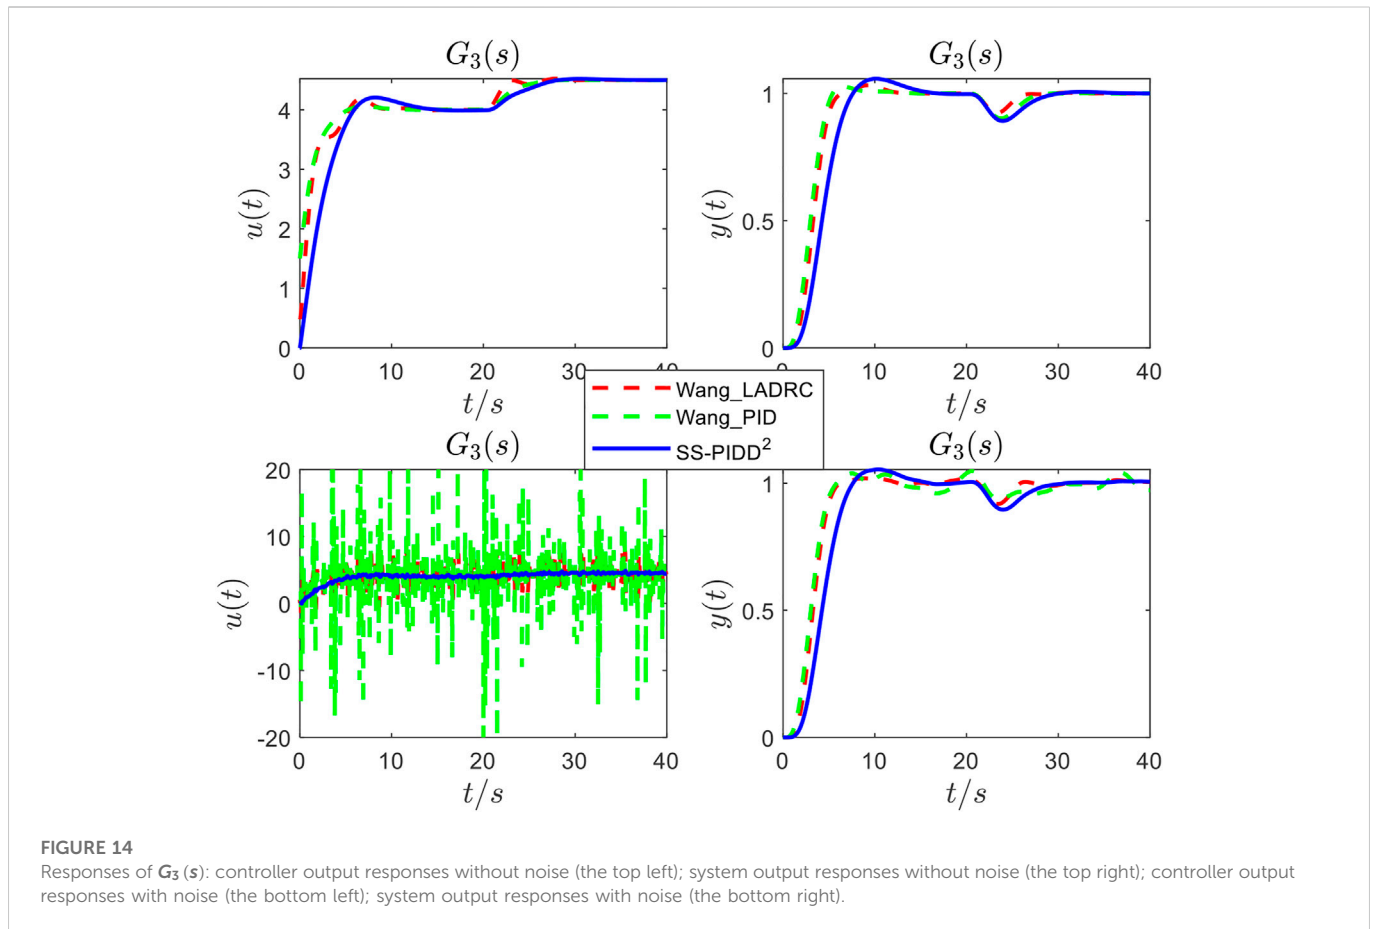 G₃(s)
4
3
2
1
0
u(t)
0
10
20
30
40
t/s
G₃(s)
1
0.5
0
y(t)
0
10
20
30
40
t/s
Wang_LADRC
Wang_PID
SS-PIDD²
G₃(s)
20
10
0
-10
-20
u(t)
0
10
20
30
40
t/s
G₃(s)
1
0.5
0
y(t)
0
10
20
30
40
t/s
FIGURE 14
Responses of G₃(s): controller output responses without noise (the top left); system output responses without noise (the top right); controller output
responses with noise (the bottom left); system output responses with noise (the bottom right).